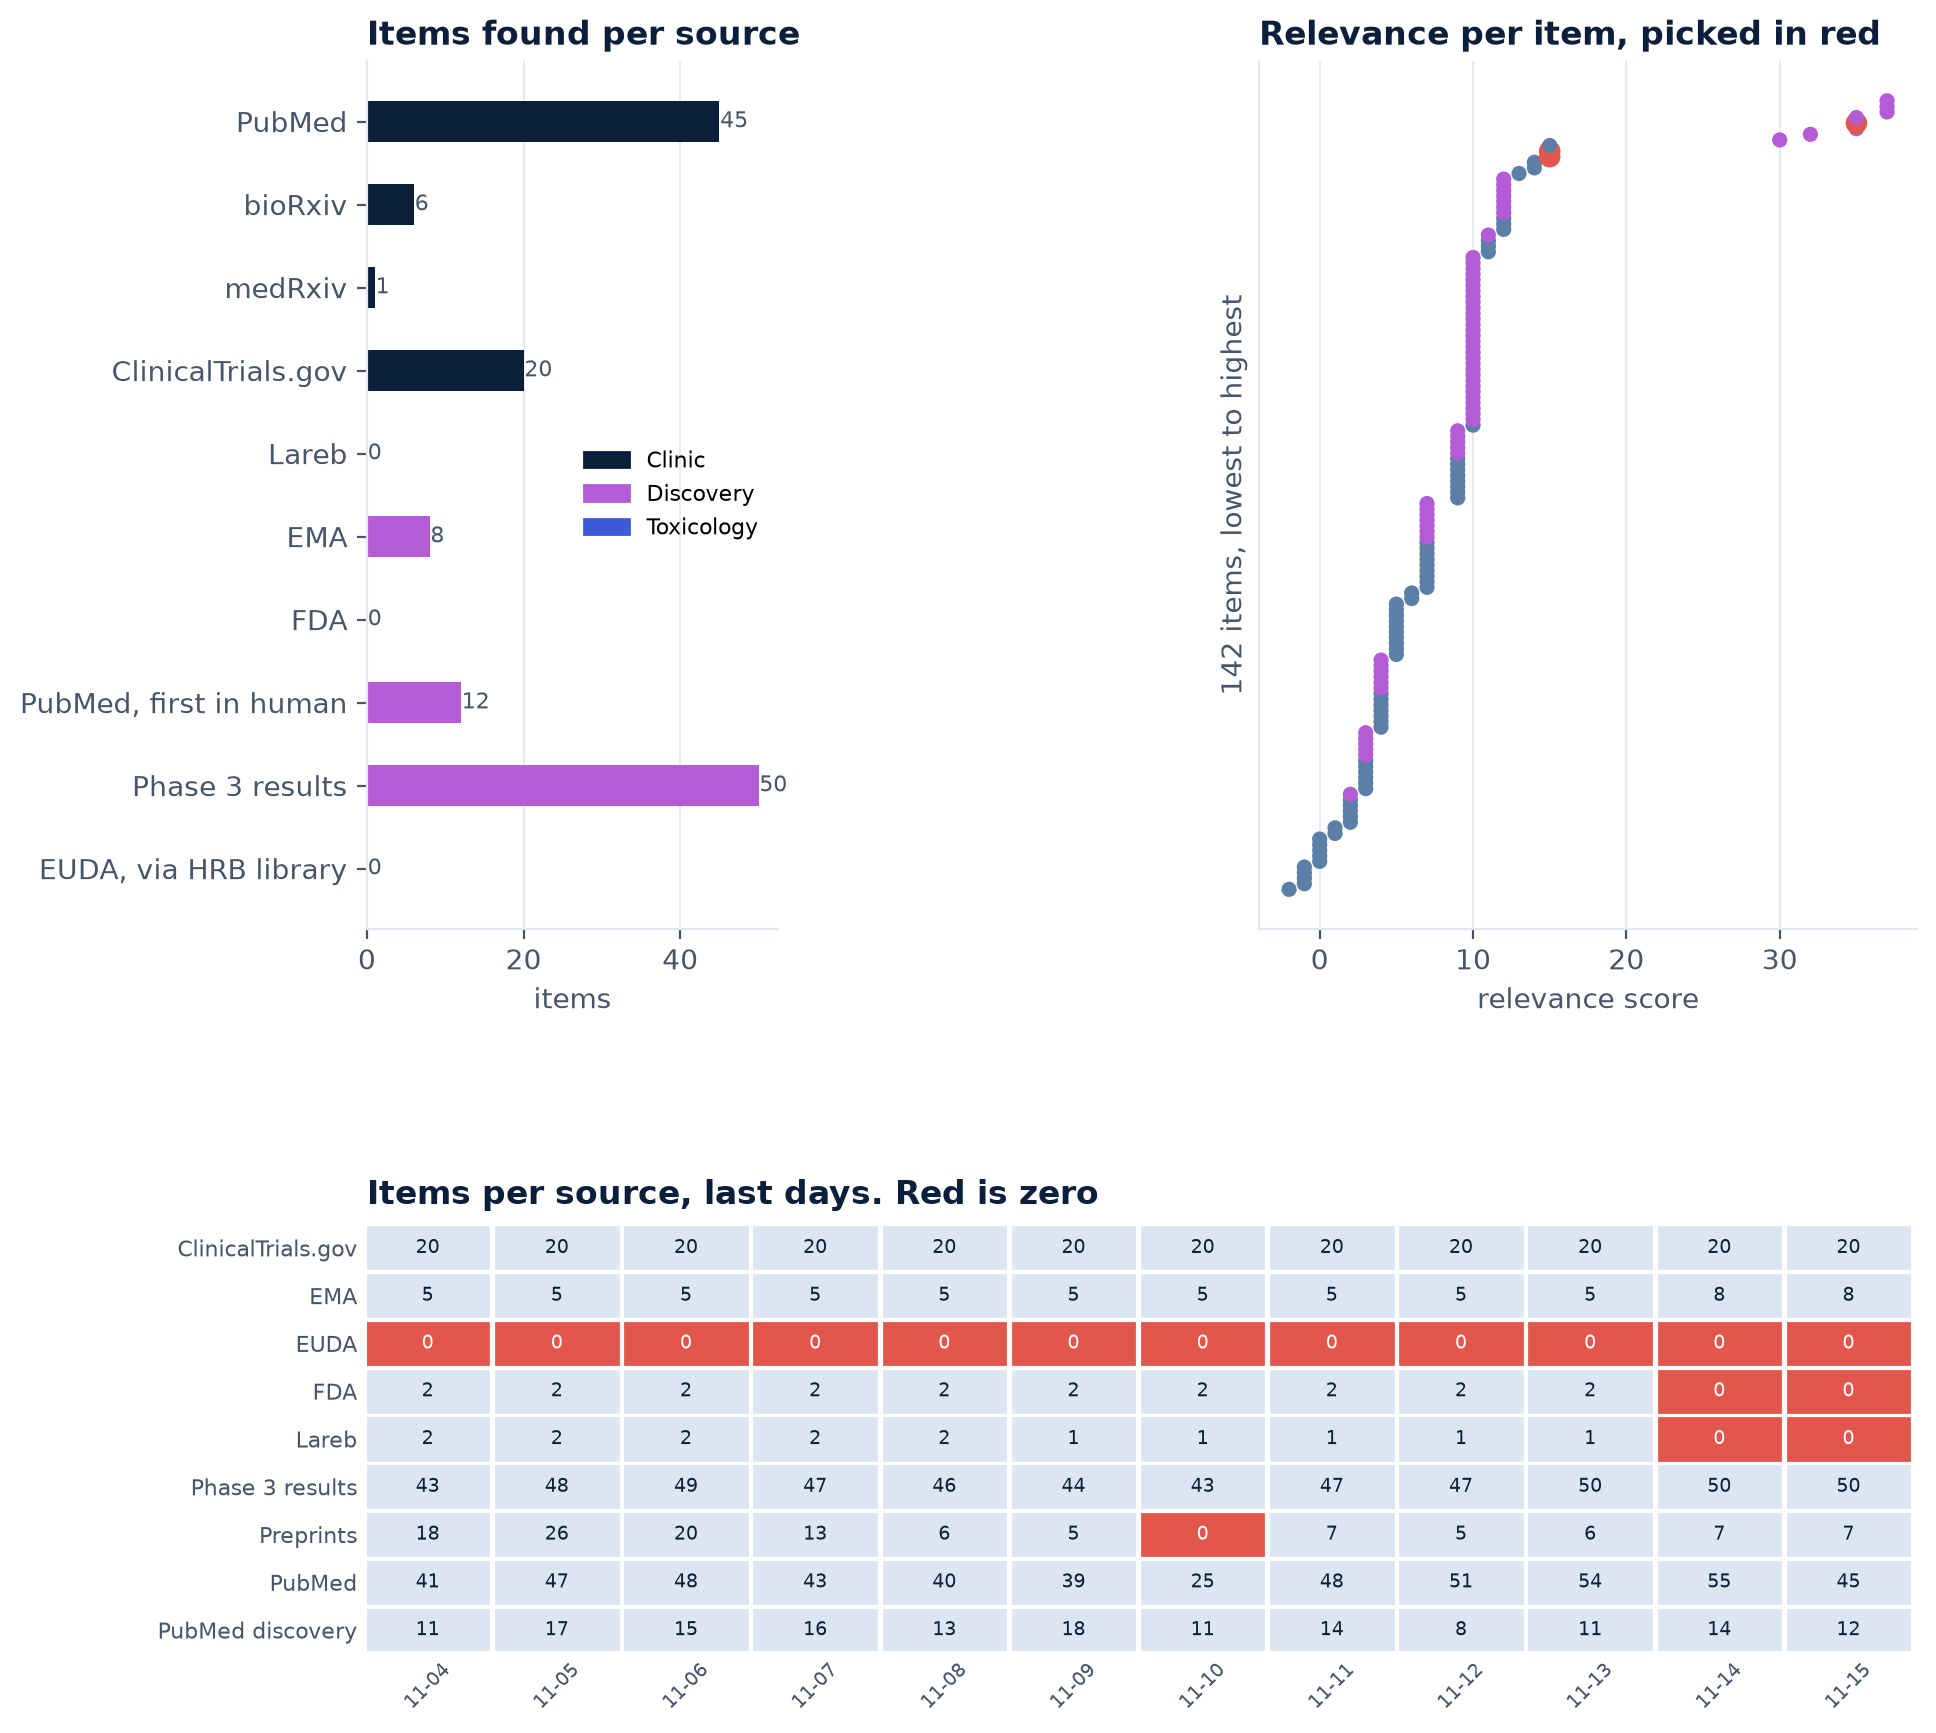 Items found per source
PubMed 45
bioRxiv 6
medRxiv 1
ClinicalTrials.gov 20
Lareb 0
EMA 8
FDA 0
PubMed, first in human 12
Phase 3 results 50
EUDA, via HRB library 0
Clinic
Discovery
Toxicology
0 20 40
items
Relevance per item, picked in red
142 items, lowest to highest
0 10 20 30
relevance score
Items per source, last days. Red is zero
ClinicalTrials.gov 20 20 20 20 20 20 20 20 20 20 20 20
EMA 5 5 5 5 5 5 5 5 5 5 8 8
EUDA 0 0 0 0 0 0 0 0 0 0 0 0
FDA 2 2 2 2 2 2 2 2 2 2 0 0
Lareb 2 2 2 2 2 1 1 1 1 1 0 0
Phase 3 results 43 48 49 47 46 44 43 47 47 50 50 50
Preprints 18 26 20 13 6 5 0 7 5 6 7 7
PubMed 41 47 48 43 40 39 25 48 51 54 55 45
PubMed discovery 11 17 15 16 13 18 11 14 8 11 14 12
11-04 11-05 11-06 11-07 11-08 11-09 11-10 11-11 11-12 11-13 11-14 11-15